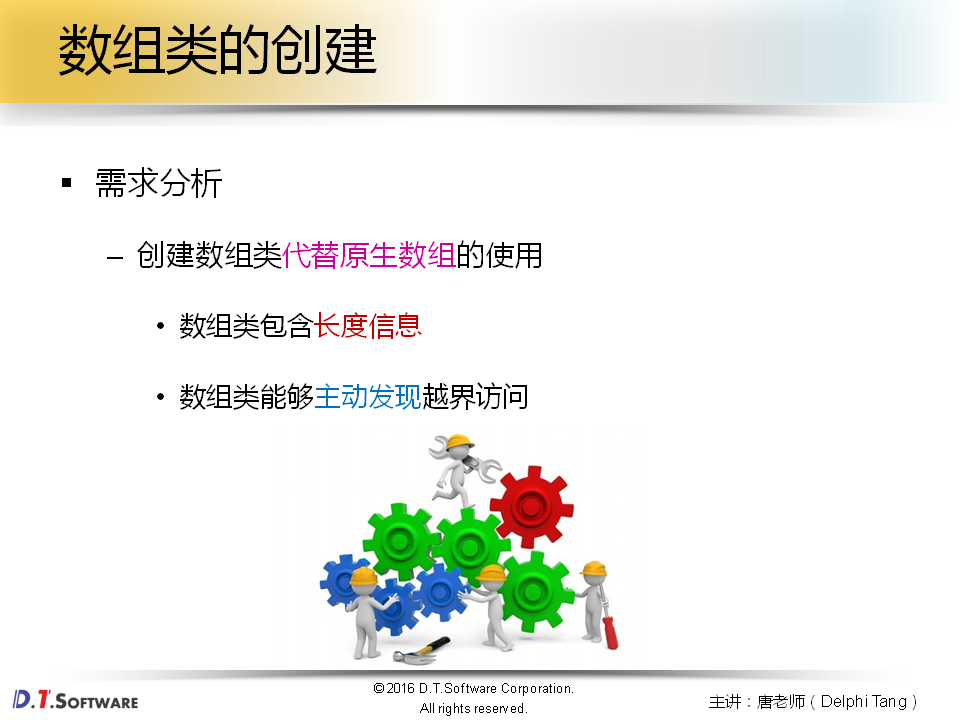 数组类的创建
▪ 需求分析
– 创建数组类代替原生数组的使用
• 数组类包含长度信息
• 数组类能够主动发现越界访问
D.T.SOFTWARE
©2016 D.T.Software Corporation.
All rights reserved.
主讲：唐老师（Delphi Tang）